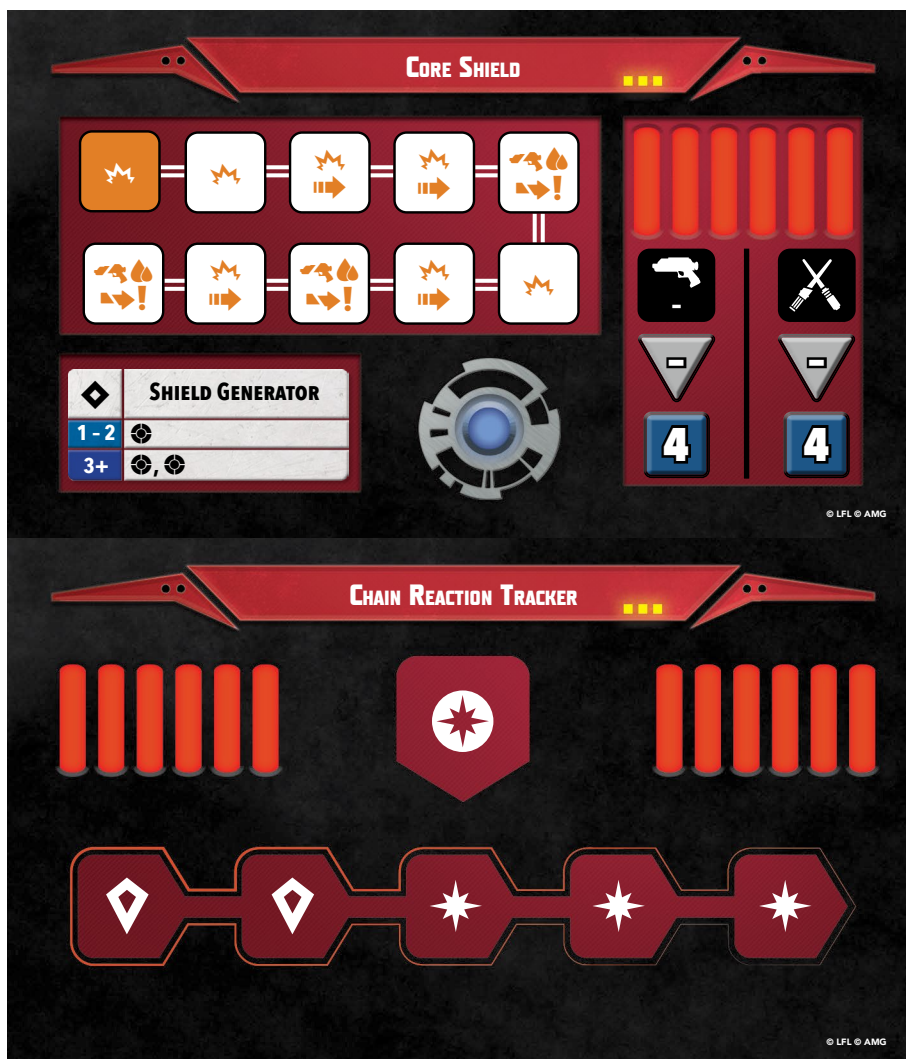 CORE SHIELD
SHIELD GENERATOR
1 - 2
,
3+
-
-
-
4
4
© LFL © AMG
CHAIN REACTION TRACKER
© LFL © AMG